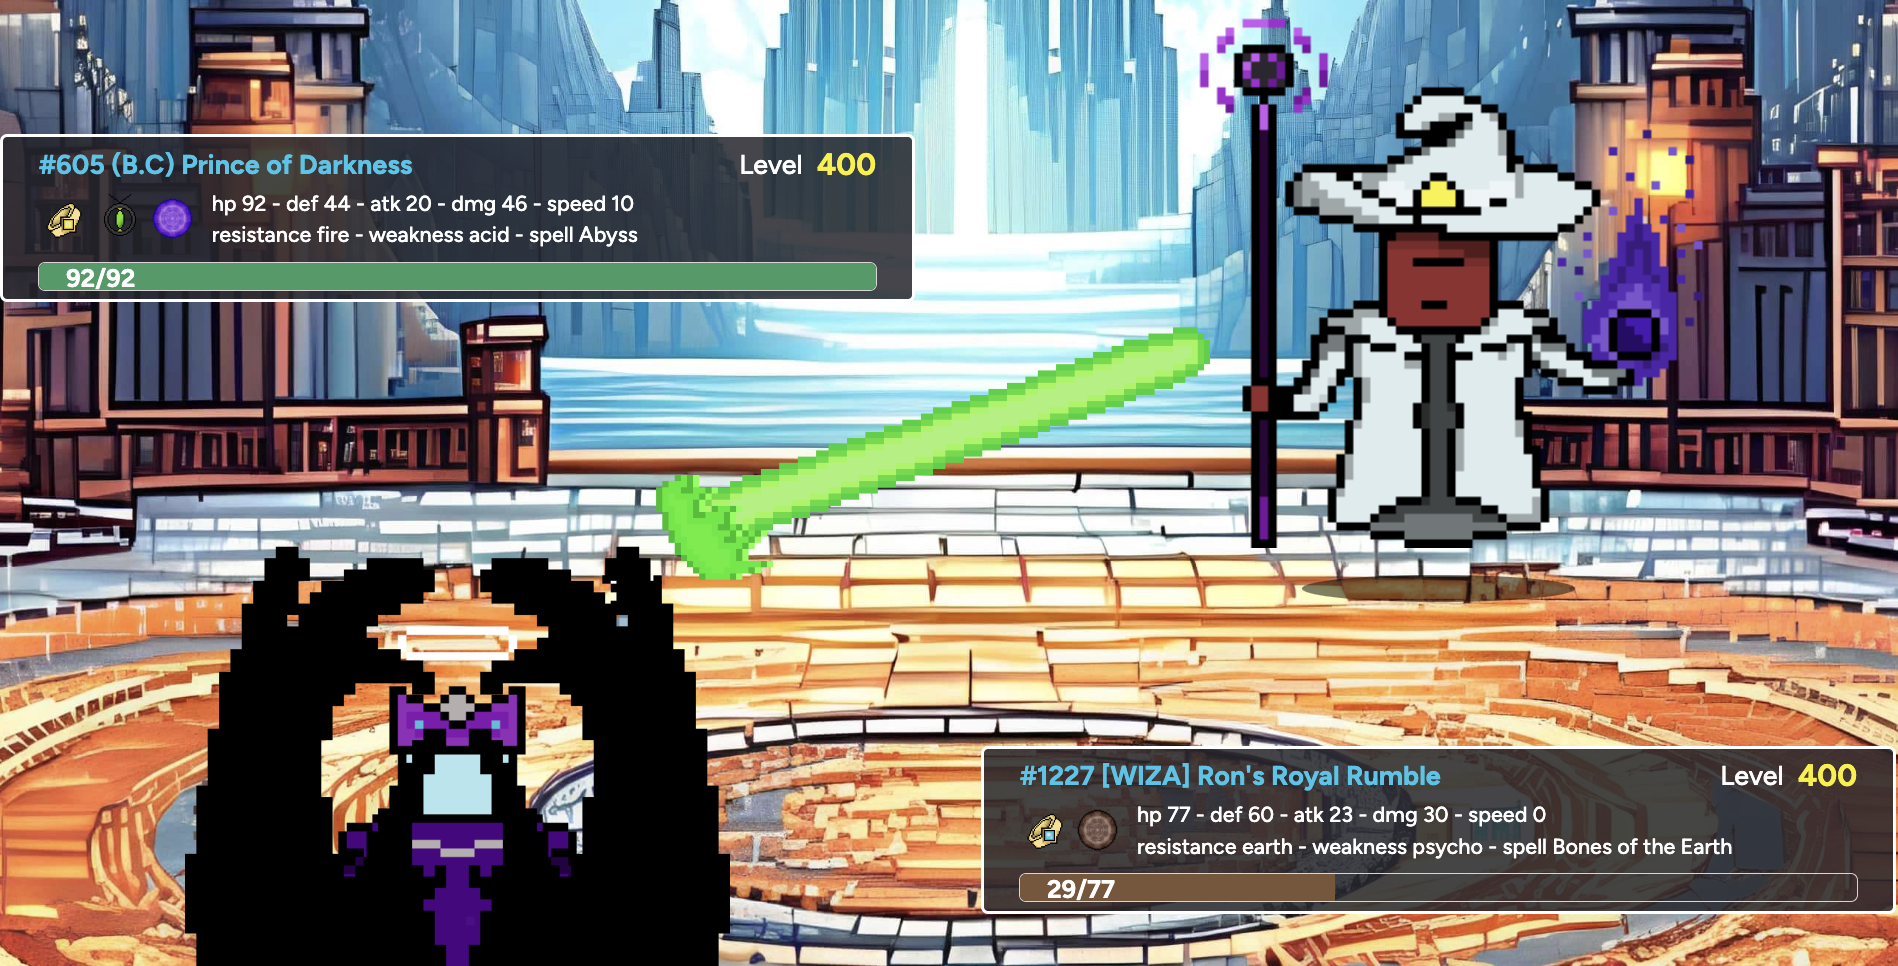 #605 (B.C) Prince of Darkness Level 400
hp 92 - def 44 - atk 20 - dmg 46 - speed 10
resistance fire - weakness acid - spell Abyss
92/92
#1227 [WIZA] Ron's Royal Rumble Level 400
hp 77 - def 60 - atk 23 - dmg 30 - speed 0
resistance earth - weakness psycho - spell Bones of the Earth
29/77